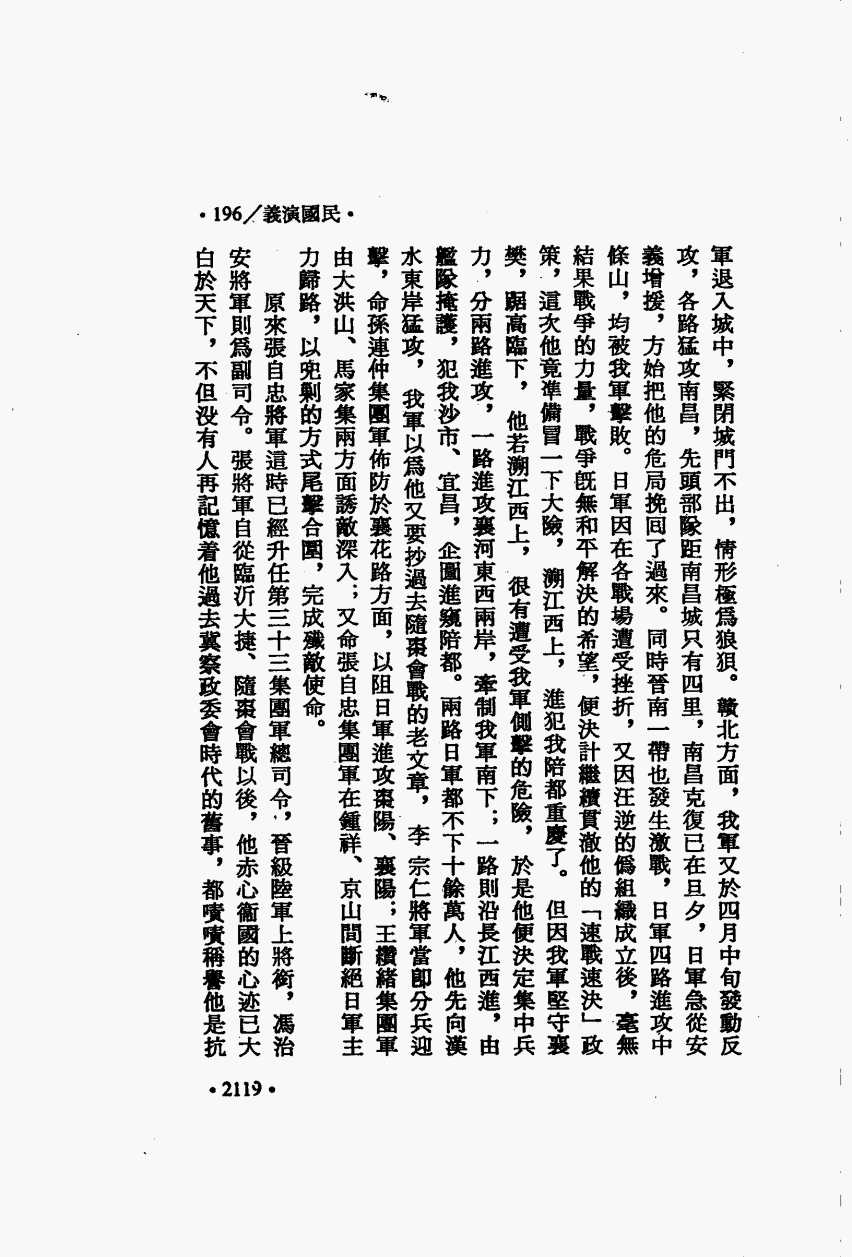 •196╱義演國民•
軍退入城中，緊閉城門不出，情形極爲狼狽。贛北方面，我軍又於四月中旬發動反
攻，各路猛攻南昌，先頭部隊距南昌城只有四里，南昌克復已在旦夕，日軍急從安
義增援，方始把他的危局挽囘了過來。同時晉南一帶也發生激戰，日軍四路進攻中
條山，均被我軍擊敗。日軍因在各戰場遭受挫折，又因汪逆的僞組織成立後，毫無
結果戰爭的力量，戰爭旣無和平解決的希望，便決計繼續貫澈他的「速戰速決」政
策，這次他竟準備冒一下大險，溯江西上，進犯我陪都重慶了。但因我軍堅守襄
樊，踞高臨下，他若溯江西上，很有遭受我軍側擊的危險，於是他便決定集中兵
力，分兩路進攻，一路進攻襄河東西兩岸，牽制我軍南下；一路則沿長江西進，由
艦隊掩護，犯我沙市、宜昌，企圖進窺陪都。兩路日軍都不下十餘萬人，他先向漢
水東岸猛攻，我軍以爲他又要抄過去隨棗會戰的老文章，李宗仁將軍當卽分兵迎
擊，命孫連仲集團軍佈防於襄花路方面，以阻日軍進攻棗陽、襄陽；王纘緒集團軍
由大洪山、馬家集兩方面誘敵深入；又命張自忠集團軍在鍾祥、京山間斷絕日軍主
力歸路，以兜剿的方式尾擊合圍，完成殲敵使命。
原來張自忠將軍這時已經升任第三十三集團軍總司令，晉級陸軍上將銜，馮治
安將軍則爲副司令。張將軍自從臨沂大捷、隨棗會戰以後，他赤心衞國的心迹已大
白於天下，不但没有人再記憶着他過去冀察政委會時代的舊事，都嘖嘖稱譽他是抗
•2119•